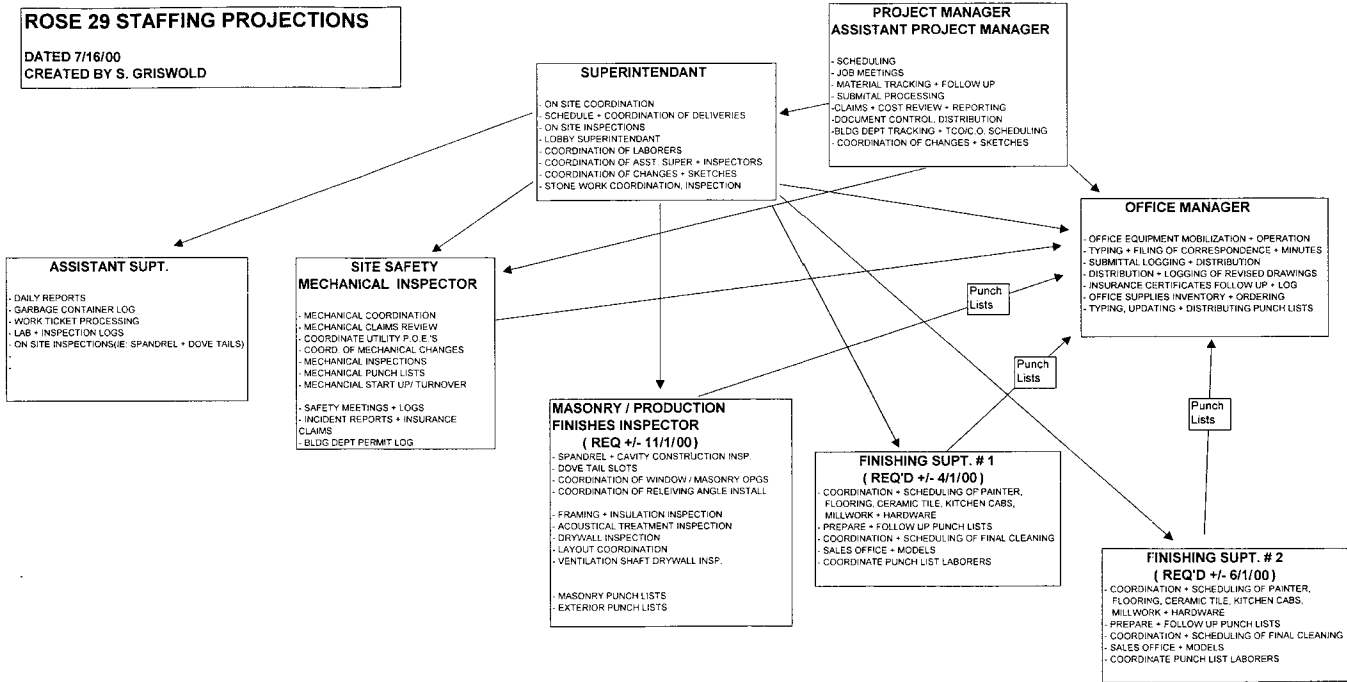 ROSE 29 STAFFING PROJECTIONS
DATED 7/16/00
CREATED BY S. GRISWOLD
PROJECT MANAGER
ASSISTANT PROJECT MANAGER
- SCHEDULING
- JOB MEETINGS
- MATERIAL TRACKING + FOLLOW UP
- SUBMITAL PROCESSING
-CLAIMS + COST REVIEW + REPORTING
-DOCUMENT CONTROL, DISTRIBUTION
-BLDG DEPT TRACKING + TCO/C.O. SCHEDULING
- COORDINATION OF CHANGES + SKETCHES
SUPERINTENDANT
- ON SITE COORDINATION
- SCHEDULE + COORDINATION OF DELIVERIES
- ON SITE INSPECTIONS
- LOBBY SUPERINTENDANT
- COORDINATION OF LABORERS
- COORDINATION OF ASST. SUPER + INSPECTORS
- COORDINATION OF CHANGES + SKETCHES
- STONE WORK COORDINATION, INSPECTION
OFFICE MANAGER
- OFFICE EQUIPMENT MOBILIZATION + OPERATION
- TYPING + FILING OF CORRESPONDENCE + MINUTES
- SUBMITTAL LOGGING + DISTRIBUTION
- DISTRIBUTION + LOGGING OF REVISED DRAWINGS
- INSURANCE CERTIFICATES FOLLOW UP + LOG
- OFFICE SUPPLIES INVENTORY + ORDERING
- TYPING, UPDATING + DISTRIBUTING PUNCH LISTS
ASSISTANT SUPT.
- DAILY REPORTS
- GARBAGE CONTAINER LOG
- WORK TICKET PROCESSING
- LAB + INSPECTION LOGS
- ON SITE INSPECTIONS(IE: SPANDREL + DOVE TAILS)
-
-
SITE SAFETY
MECHANICAL INSPECTOR
- MECHANICAL COORDINATION
- MECHANICAL CLAIMS REVIEW
- COORDINATE UTILITY P.O.E.'S
- COORD. OF MECHANICAL CHANGES
- MECHANICAL INSPECTIONS
- MECHANICAL PUNCH LISTS
- MECHANCIAL START UP/ TURNOVER
- SAFETY MEETINGS + LOGS
- INCIDENT REPORTS + INSURANCE
CLAIMS
- BLDG DEPT PERMIT LOG
Punch
Lists
Punch
Lists
Punch
Lists
MASONRY / PRODUCTION
FINISHES INSPECTOR
( REQ +/- 11/1/00)
- SPANDREL + CAVITY CONSTRUCTION INSP.
- DOVE TAIL SLOTS
- COORDINATION OF WINDOW / MASONRY OPGS
- COORDINATION OF RELEIVING ANGLE INSTALL
- FRAMING + INSULATION INSPECTION
- ACOUSTICAL TREATMENT INSPECTION
- DRYWALL INSPECTION
- LAYOUT COORDINATION
- VENTILATION SHAFT DRYWALL INSP.
- MASONRY PUNCH LISTS
- EXTERIOR PUNCH LISTS
FINISHING SUPT. # 1
( REQ'D +/- 4/1/00)
- COORDINATION + SCHEDULING OF PAINTER,
FLOORING, CERAMIC TILE, KITCHEN CABS,
MILLWORK + HARDWARE
- PREPARE + FOLLOW UP PUNCH LISTS
- COORDINATION + SCHEDULING OF FINAL CLEANING
- SALES OFFICE + MODELS
- COORDINATE PUNCH LIST LABORERS
FINISHING SUPT. # 2
( REQ'D +/- 6/1/00)
- COORDINATION + SCHEDULING OF PAINTER,
FLOORING, CERAMIC TILE, KITCHEN CABS,
MILLWORK + HARDWARE
- PREPARE + FOLLOW UP PUNCH LISTS
- COORDINATION + SCHEDULING OF FINAL CLEANING
- SALES OFFICE + MODELS
- COORDINATE PUNCH LIST LABORERS